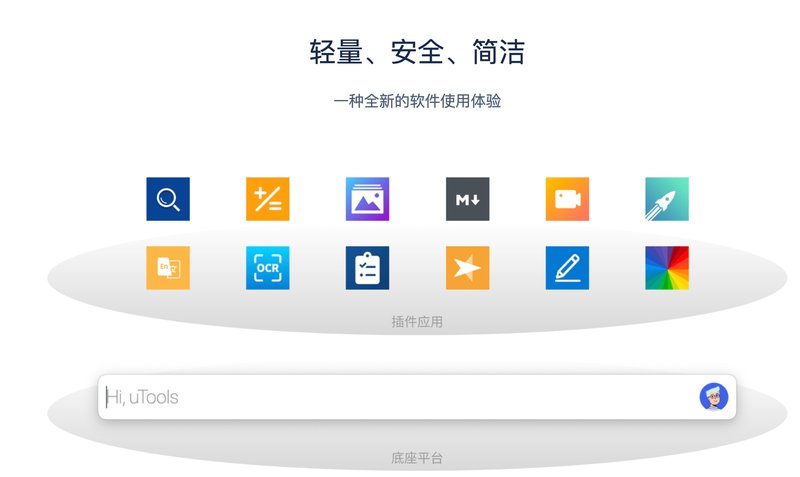 轻量、安全、简洁
一种全新的软件使用体验
M
En
OCR
插件应用
Hi, uTools
底座平台